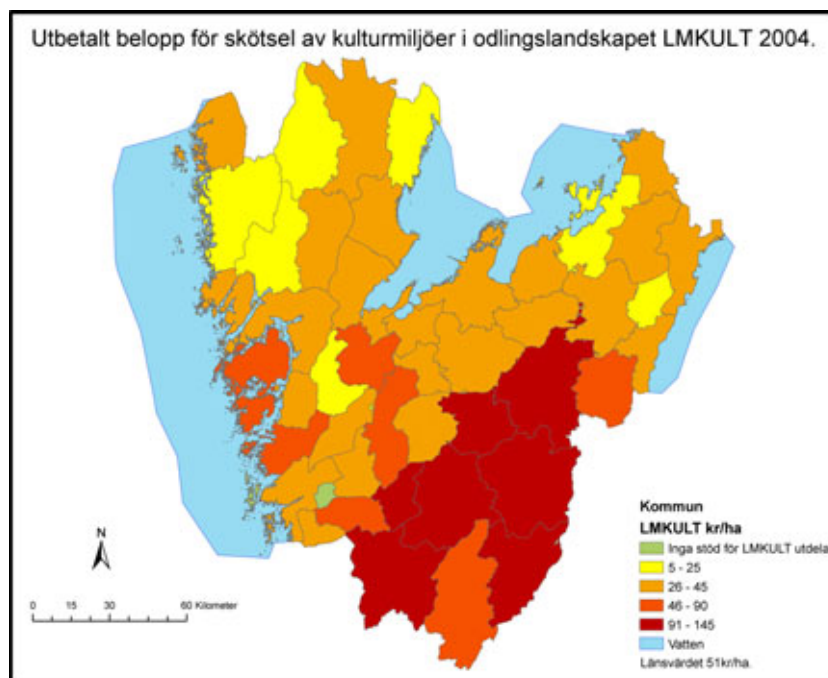 Utbetalt belopp för skötsel av kulturmiljöer i odlingslandskapet LMKULT 2004.
N
0 15 30 60 Kilometer
Kommun
LMKULT kr/ha
Inga stöd för LMKULT utdela
5 - 25
26 - 45
46 - 90
91 - 145
Vatten
Länsvärdet 51kr/ha.